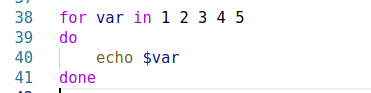 38 for var in 1 2 3 4 5
39 do
40     echo $var
41 done